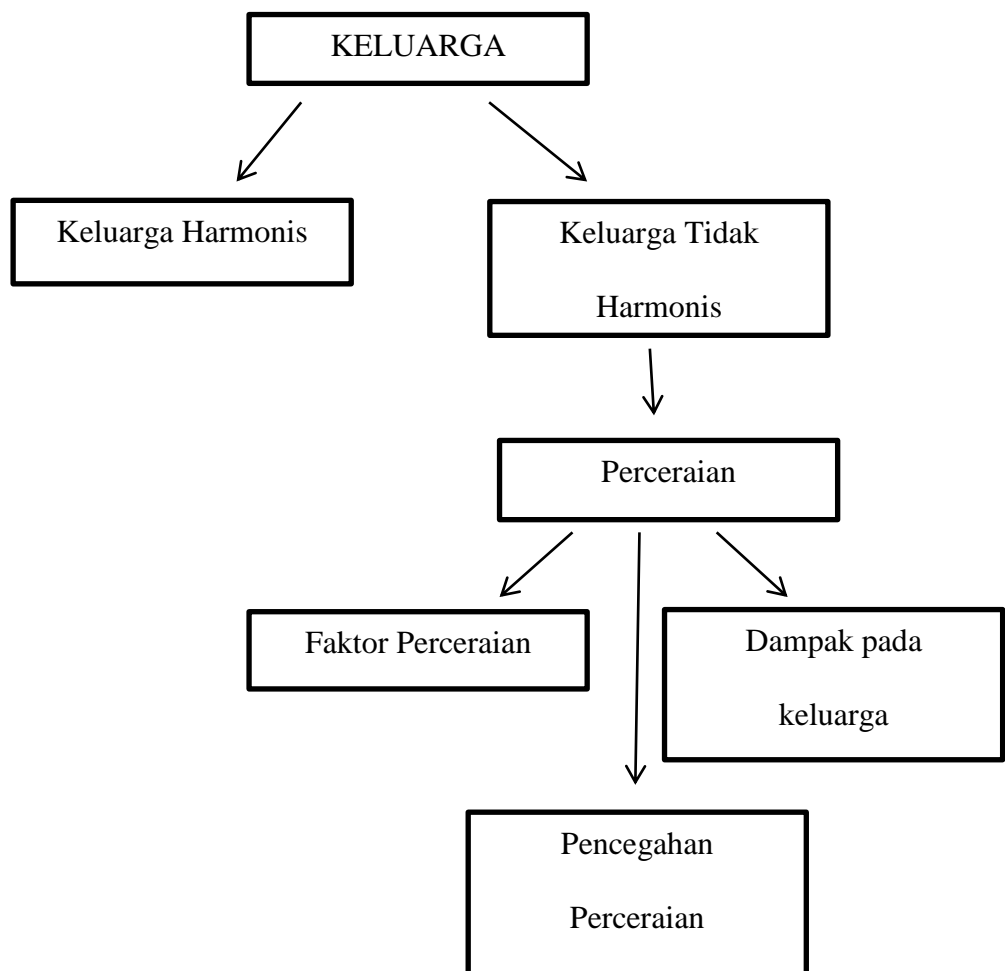 KELUARGA
Keluarga Harmonis
Keluarga Tidak
Harmonis
Perceraian
Faktor Perceraian
Dampak pada
keluarga
Pencegahan
Perceraian